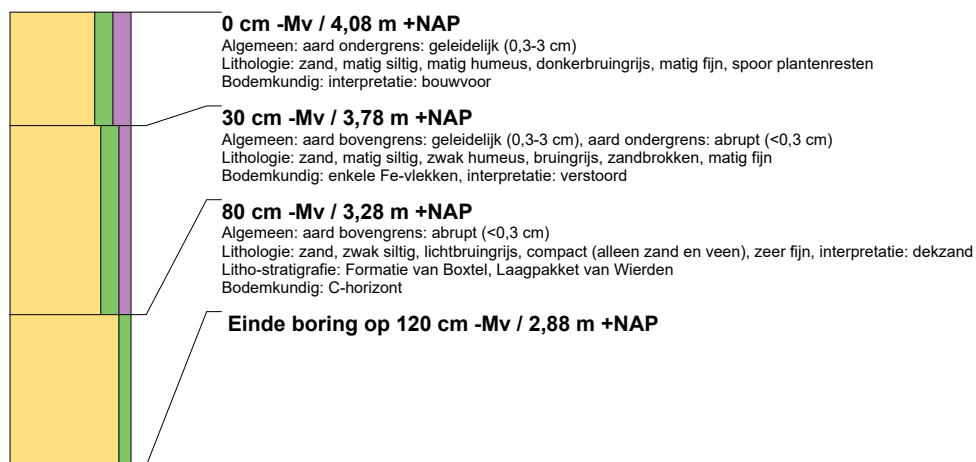 0 cm -Mv / 4,08 m +NAP
Algemeen: aard ondergrens: geleidelijk (0,3-3 cm)
Lithologie: zand, matig siltig, matig humeus, donkerbruingrijs, matig fijn, spoor plantenresten
Bodemkundig: interpretatie: bouwvoor
30 cm -Mv / 3,78 m +NAP
Algemeen: aard bovengrens: geleidelijk (0,3-3 cm), aard ondergrens: abrupt (<0,3 cm)
Lithologie: zand, matig siltig, zwak humeus, bruingrijs, zandbrokken, matig fijn
Bodemkundig: enkele Fe-vlekken, interpretatie: verstoord
80 cm -Mv / 3,28 m +NAP
Algemeen: aard bovengrens: abrupt (<0,3 cm)
Lithologie: zand, zwak siltig, lichtbruingrijs, compact (alleen zand en veen), zeer fijn, interpretatie: dekzand
Litho-stratigrafie: Formatie van Boxtel, Laagpakket van Wierden
Bodemkundig: C-horizont
Einde boring op 120 cm -Mv / 2,88 m +NAP